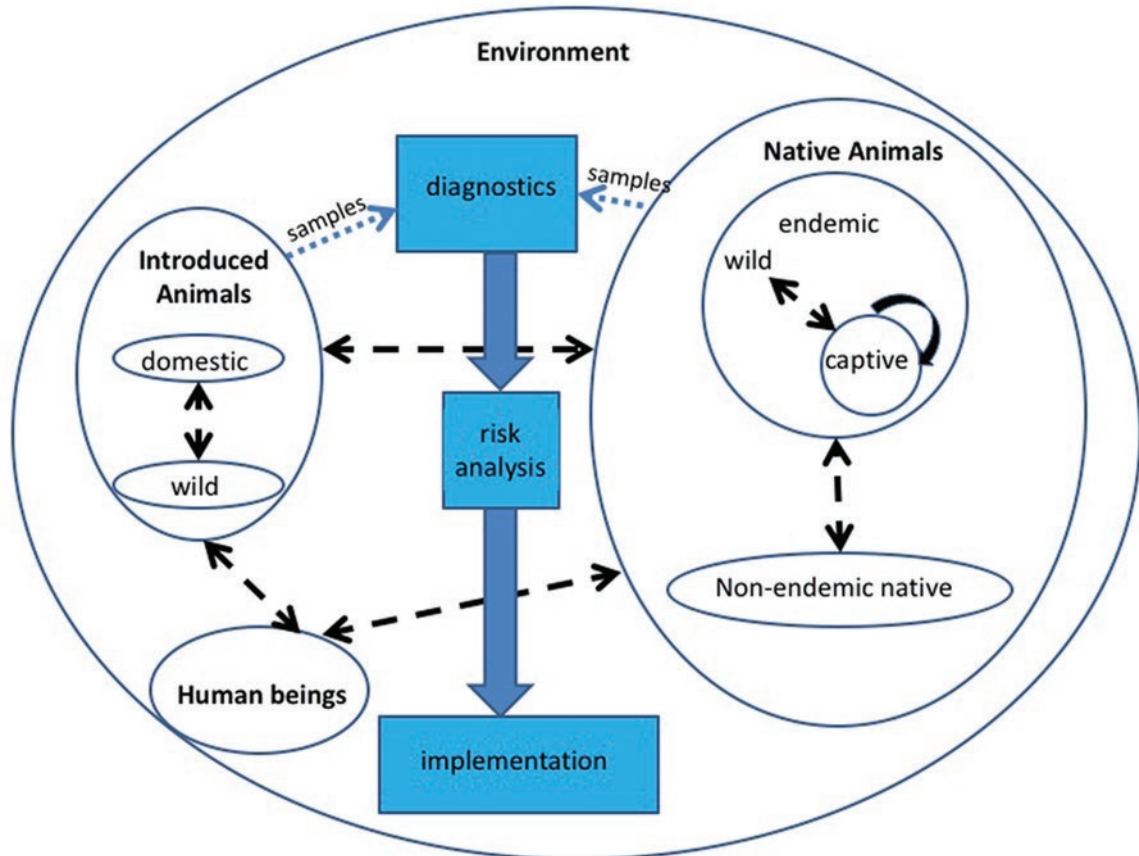 Environment
diagnostics
samples
samples
Native Animals
endemic
wild
captive
Introduced
Animals
domestic
wild
risk
analysis
Non-endemic native
Human beings
implementation